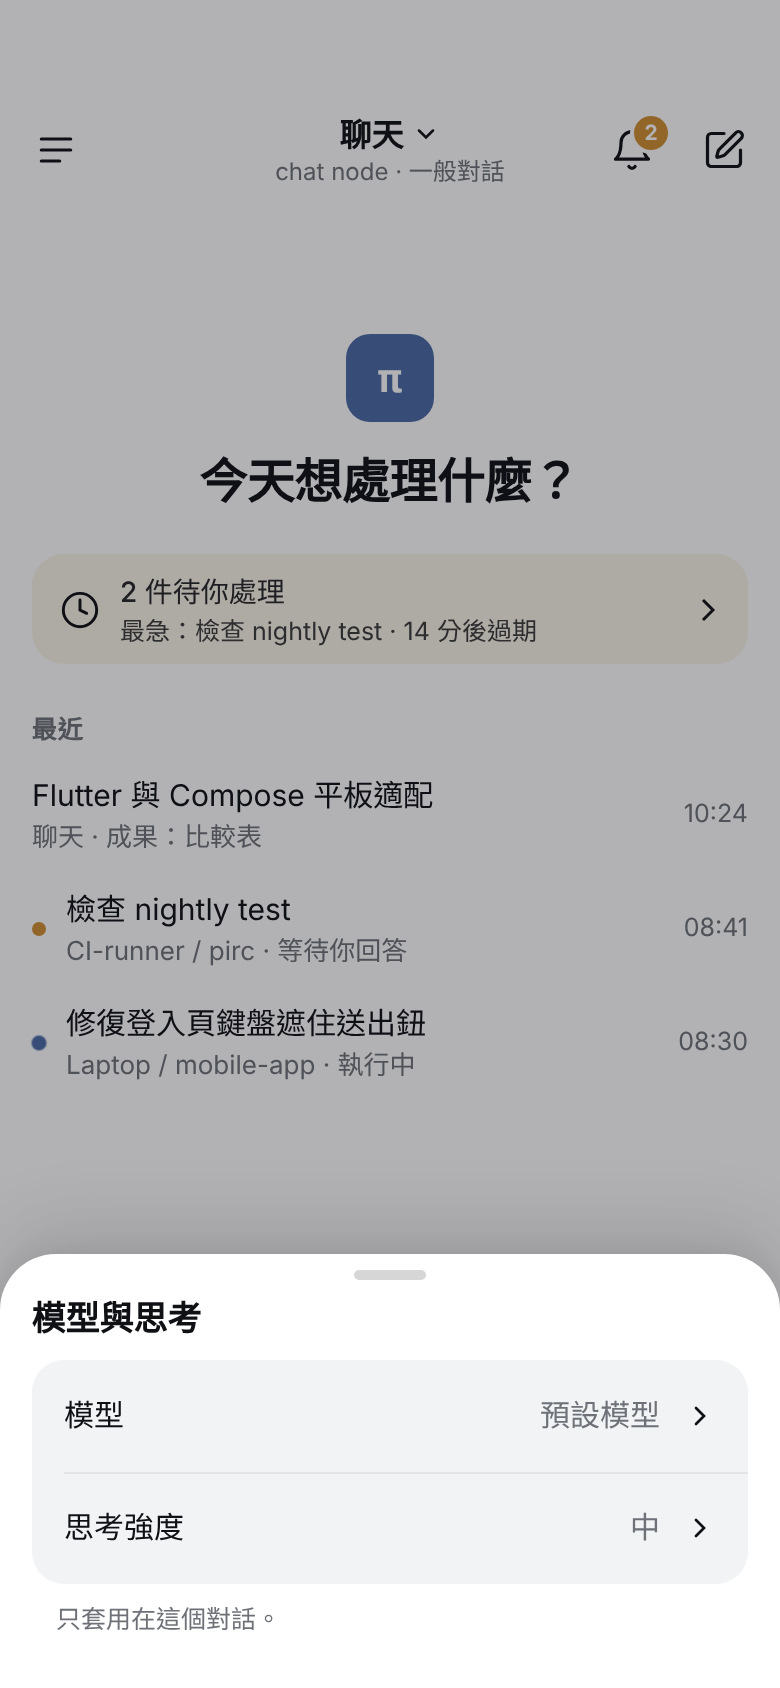 聊天
chat node · 一般對話
2
π
今天想處理什麼？
2 件待你處理
最急：檢查 nightly test · 14 分後過期
最近
Flutter 與 Compose 平板適配
10:24
聊天 · 成果：比較表
檢查 nightly test
08:41
CI-runner / pirc · 等待你回答
修復登入頁鍵盤遮住送出鈕
08:30
Laptop / mobile-app · 執行中
模型與思考
模型 預設模型
思考強度 中
只套用在這個對話。